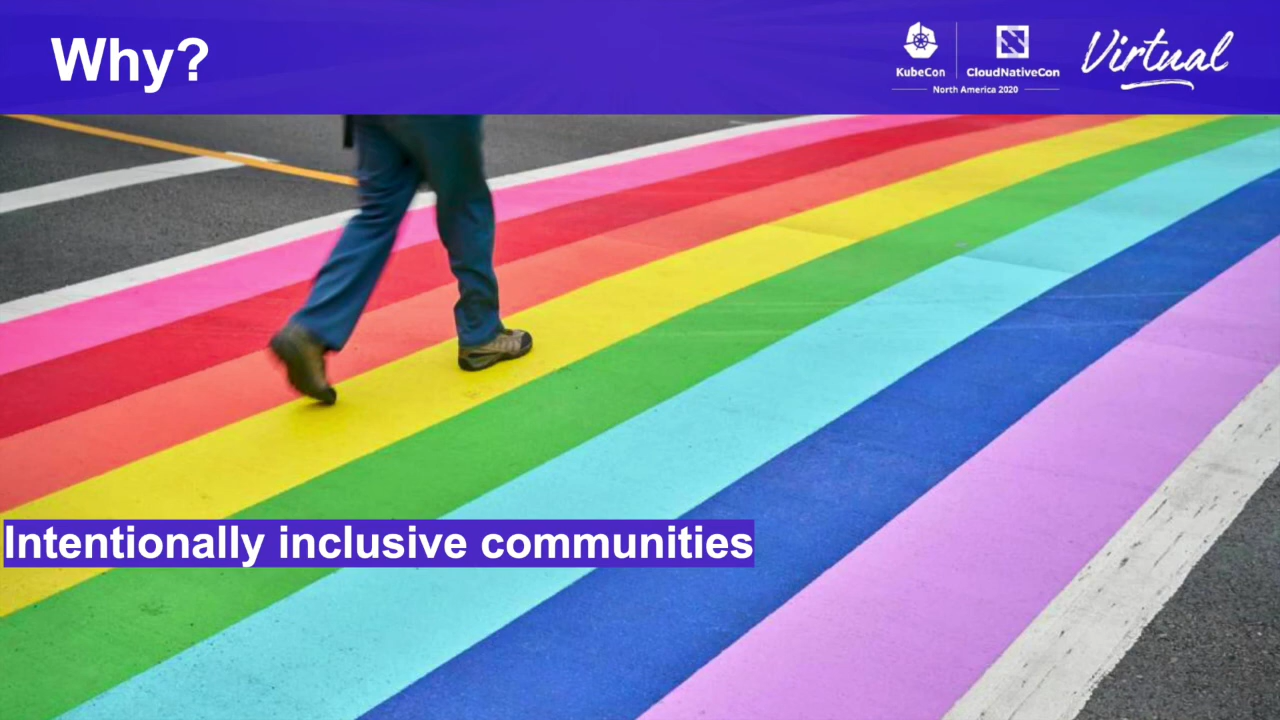 Why?
KubeCon
CloudNativeCon
North America 2020
Virtual
Intentionally inclusive communities